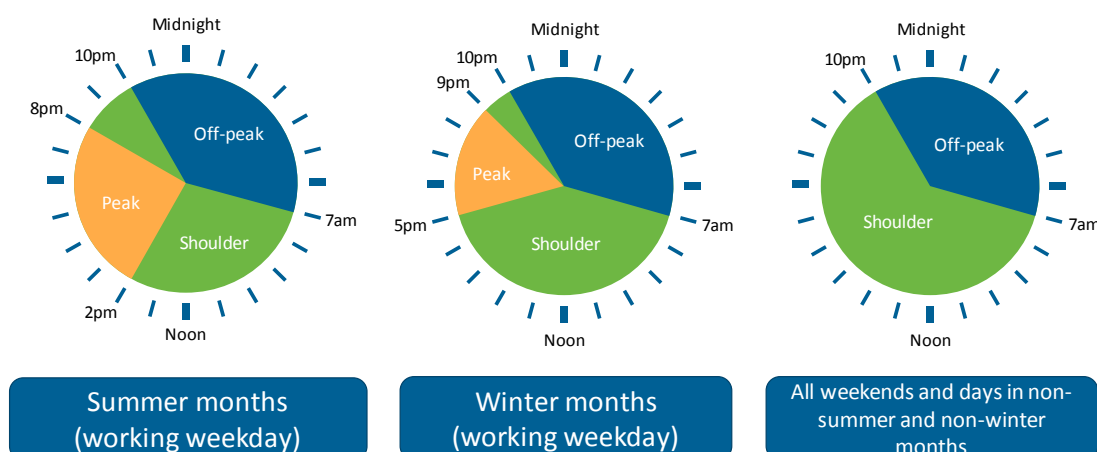 Midnight
10pm
8pm
Off-peak
Peak
7am
Shoulder
2pm
Noon
Summer months
(working weekday)
Midnight
10pm
9pm
Off-peak
Peak
5pm
7am
Shoulder
Noon
Winter months
(working weekday)
Midnight
10pm
Off-peak
Shoulder
7am
Noon
All weekends and days in non-
summer and non-winter
months